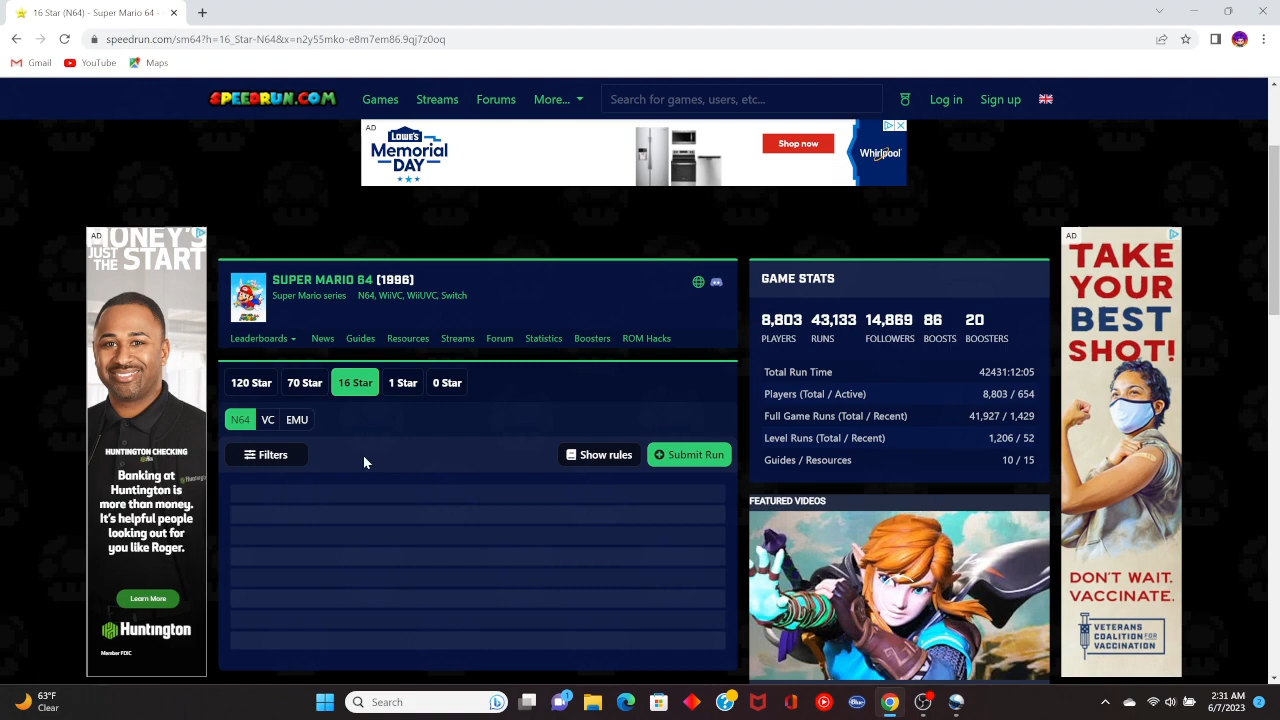 16 Star (N64) - Super Mario 64 -
speedrun.com/sm64?h=16_Star-N64&x=n2y55mko-e8m7em86.9qj7z0oq
Gmail YouTube Maps
SPEEDRUN.COM Games Streams Forums More... Search for games, users, etc... Log in Sign up
AD
LOWE'S
Memorial
DAY
Shop now
Whirlpool
AD
MONEY'S
JUST
THE START
HUNTINGTON CHECKING
Banking at
Huntington is
more than money.
It's helpful people
looking out for
you like Roger.
Learn More
Huntington
Member FDIC
SUPER MARIO 64 (1996)
Super Mario series N64, WiiVC, WiiUVC, Switch
Leaderboards News Guides Resources Streams Forum Statistics Boosters ROM Hacks
120 Star 70 Star 16 Star 1 Star 0 Star
N64 VC EMU
Filters Show rules Submit Run
GAME STATS
8,803 43,133 14,869 86 20
PLAYERS RUNS FOLLOWERS BOOSTS BOOSTERS
Total Run Time 42431:12:05
Players (Total / Active) 8,803 / 654
Full Game Runs (Total / Recent) 41,927 / 1,429
Level Runs (Total / Recent) 1,206 / 52
Guides / Resources 10 / 15
FEATURED VIDEOS
AD
TAKE
YOUR
BEST
SHOT!
DON'T WAIT.
VACCINATE.
VETERANS
COALITION FOR
VACCINATION
63°F
Clear
Search
1
Blue
2:31 AM
6/7/2023
2